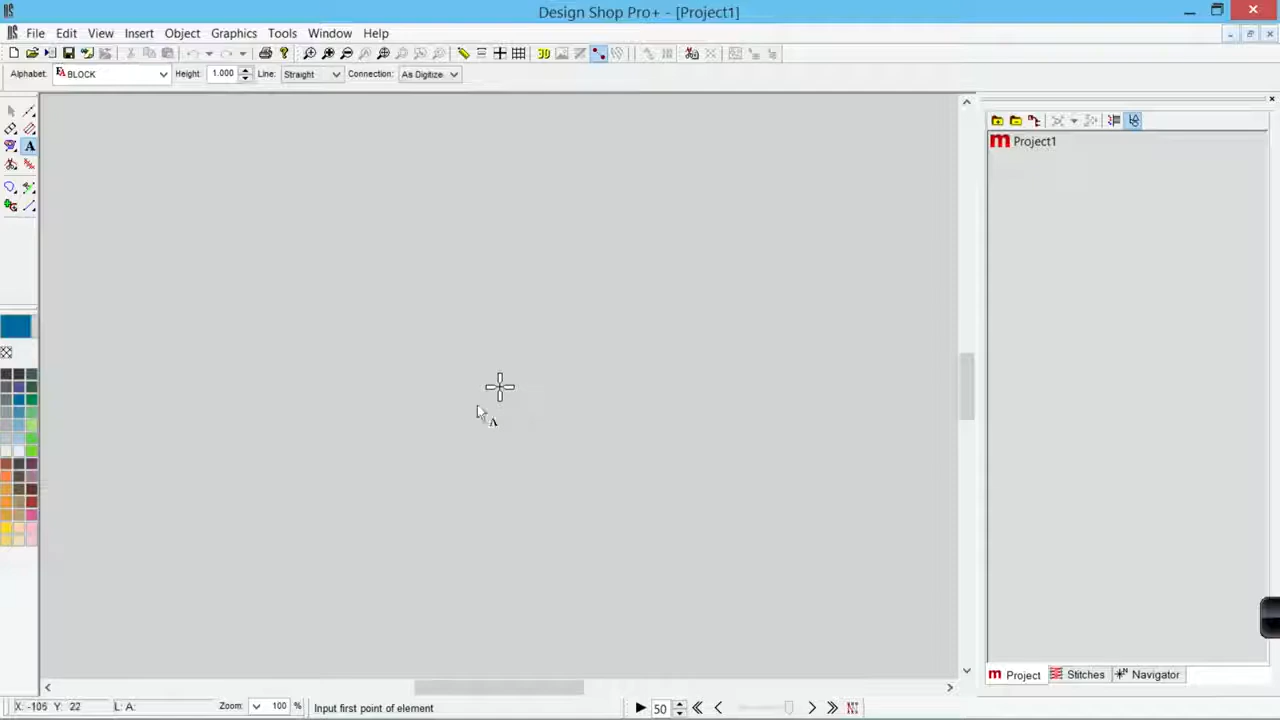 Design Shop Pro+ - [Project1]
File Edit View Insert Object Graphics Tools Window Help
3D
Alphabet: BLOCK Height: 1.000 Line: Straight Connection: As Digitize
A
m Project1
A
m Project Stitches Navigator
X: -105 Y: 22 L: A: Zoom: 100 % Input first point of element 50